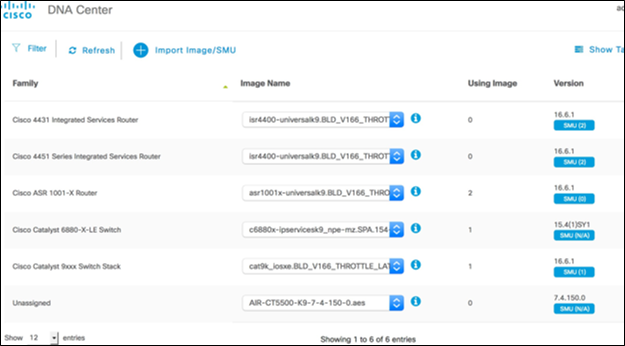 CISCO DNA Center
Filter Refresh Import Image/SMU Show Ta
Family Image Name Using Image Version
Cisco 4431 Integrated Services Router isr4400-universalk9.BLD_V166_THROT 0 16.6.1
SMU (2)
Cisco 4451 Series Integrated Services Router isr4400-universalk9.BLD_V166_THROT 0 16.6.1
SMU (2)
Cisco ASR 1001-X Router asr1001x-universalk9.BLD_V166_THRO 2 16.6.1
SMU (0)
Cisco Catalyst 6880-X-LE Switch c6880x-ipservicesk9_npe-mz.SPA.154- 1 15.4(1)SY1
SMU (N/A)
Cisco Catalyst 9xxx Switch Stack cat9k_iosxe.BLD_V166_THROTTLE_LAT 1 16.6.1
SMU (1)
Unassigned AIR-CT5500-K9-7-4-150-0.aes 0 7.4.150.0
SMU (N/A)
Show 12 entries Showing 1 to 6 of 6 entries